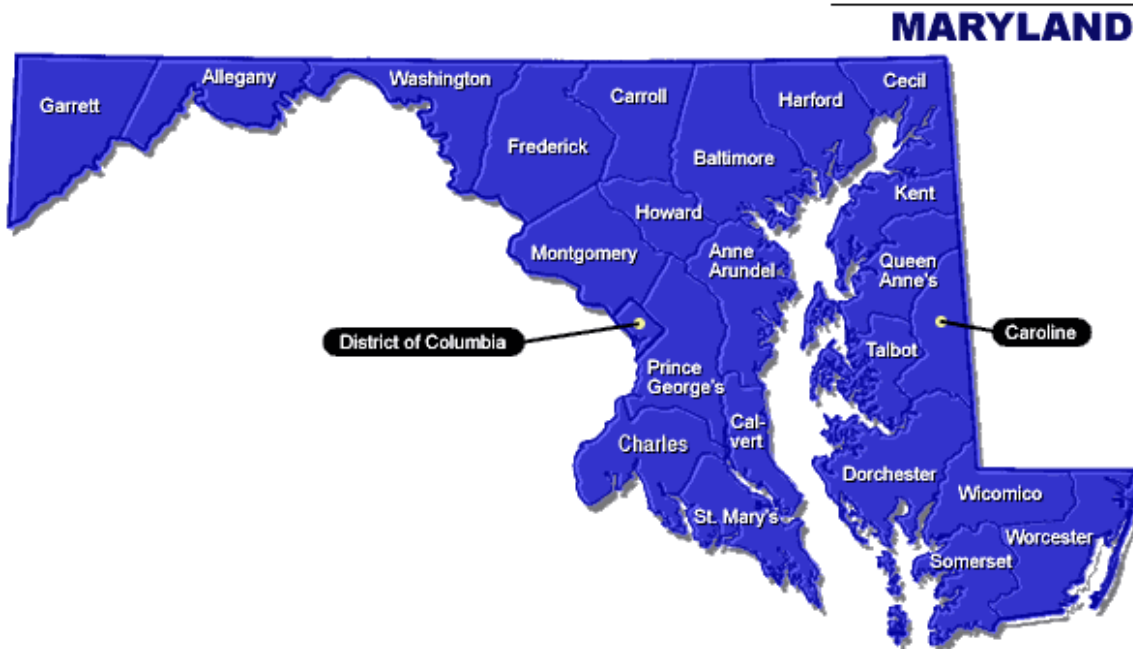 MARYLAND
Garrett
Allegany
Washington
Frederick
Carroll
Baltimore
Harford
Cecil
Kent
Howard
Montgomery
Anne
Arundel
Queen
Anne's
District of Columbia
Caroline
Talbot
Prince
George's
Cal-
vert
Charles
St. Mary's
Dorchester
Wicomico
Worcester
Somerset